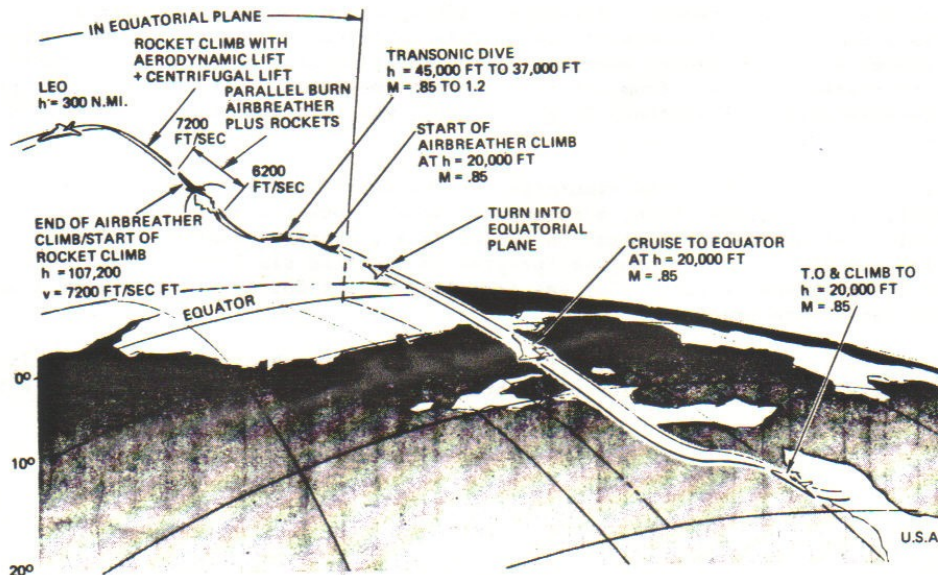 IN EQUATORIAL PLANE
ROCKET CLIMB WITH
AERODYNAMIC LIFT
+ CENTRIFUGAL LIFT
LEO
h = 300 N.MI.
PARALLEL BURN
AIRBREATHER
PLUS ROCKETS
7200
FT/SEC
6200
FT/SEC
TRANSONIC DIVE
h = 45,000 FT TO 37,000 FT
M = .85 TO 1.2
START OF
AIRBREATHER CLIMB
AT h = 20,000 FT
M = .85
END OF AIRBREATHER
CLIMB/START OF
ROCKET CLIMB
h = 107,200
v = 7200 FT/SEC FT
TURN INTO
EQUATORIAL
PLANE
CRUISE TO EQUATOR
AT h = 20,000 FT
M = .85
T.O & CLIMB TO
h = 20,000 FT
M = .85
EQUATOR
0°
10°
20°
U.S.A